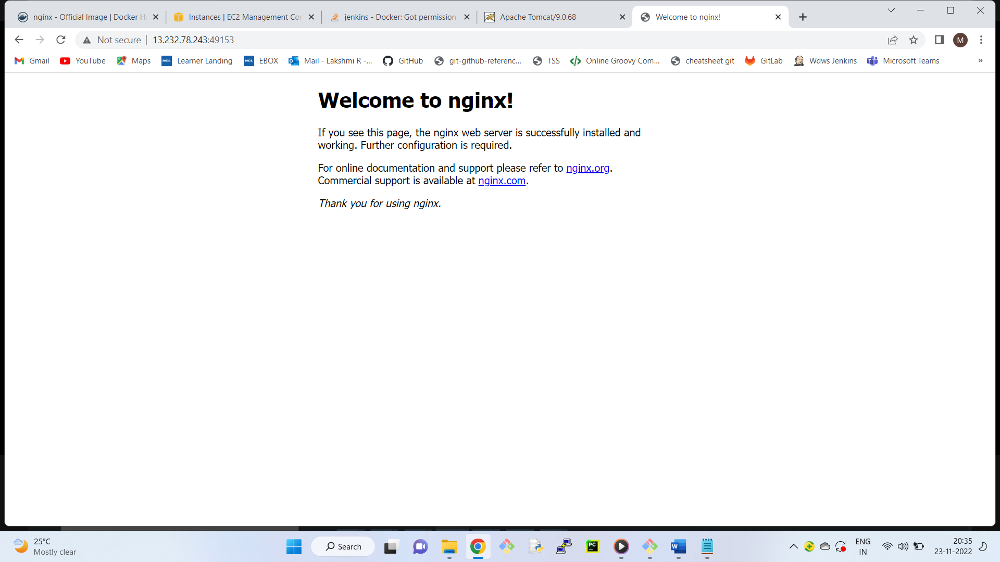 nginx - Official Image | Docker H
Instances | EC2 Management Con
jenkins - Docker: Got permission
Apache Tomcat/9.0.68
Welcome to nginx!
Not secure | 13.232.78.243:49153
M
Gmail
YouTube
Maps
HCL Learner Landing
HCL EBOX
Mail - Lakshmi R -...
GitHub
git-github-referenc...
TSS
Online Groovy Com...
cheatsheet git
GitLab
Wdws Jenkins
Microsoft Teams
»
Welcome to nginx!
If you see this page, the nginx web server is successfully installed and
working. Further configuration is required.
For online documentation and support please refer to nginx.org.
Commercial support is available at nginx.com.
Thank you for using nginx.
25°C
Mostly clear
Search
PC
W
ENG
IN
20:35
23-11-2022